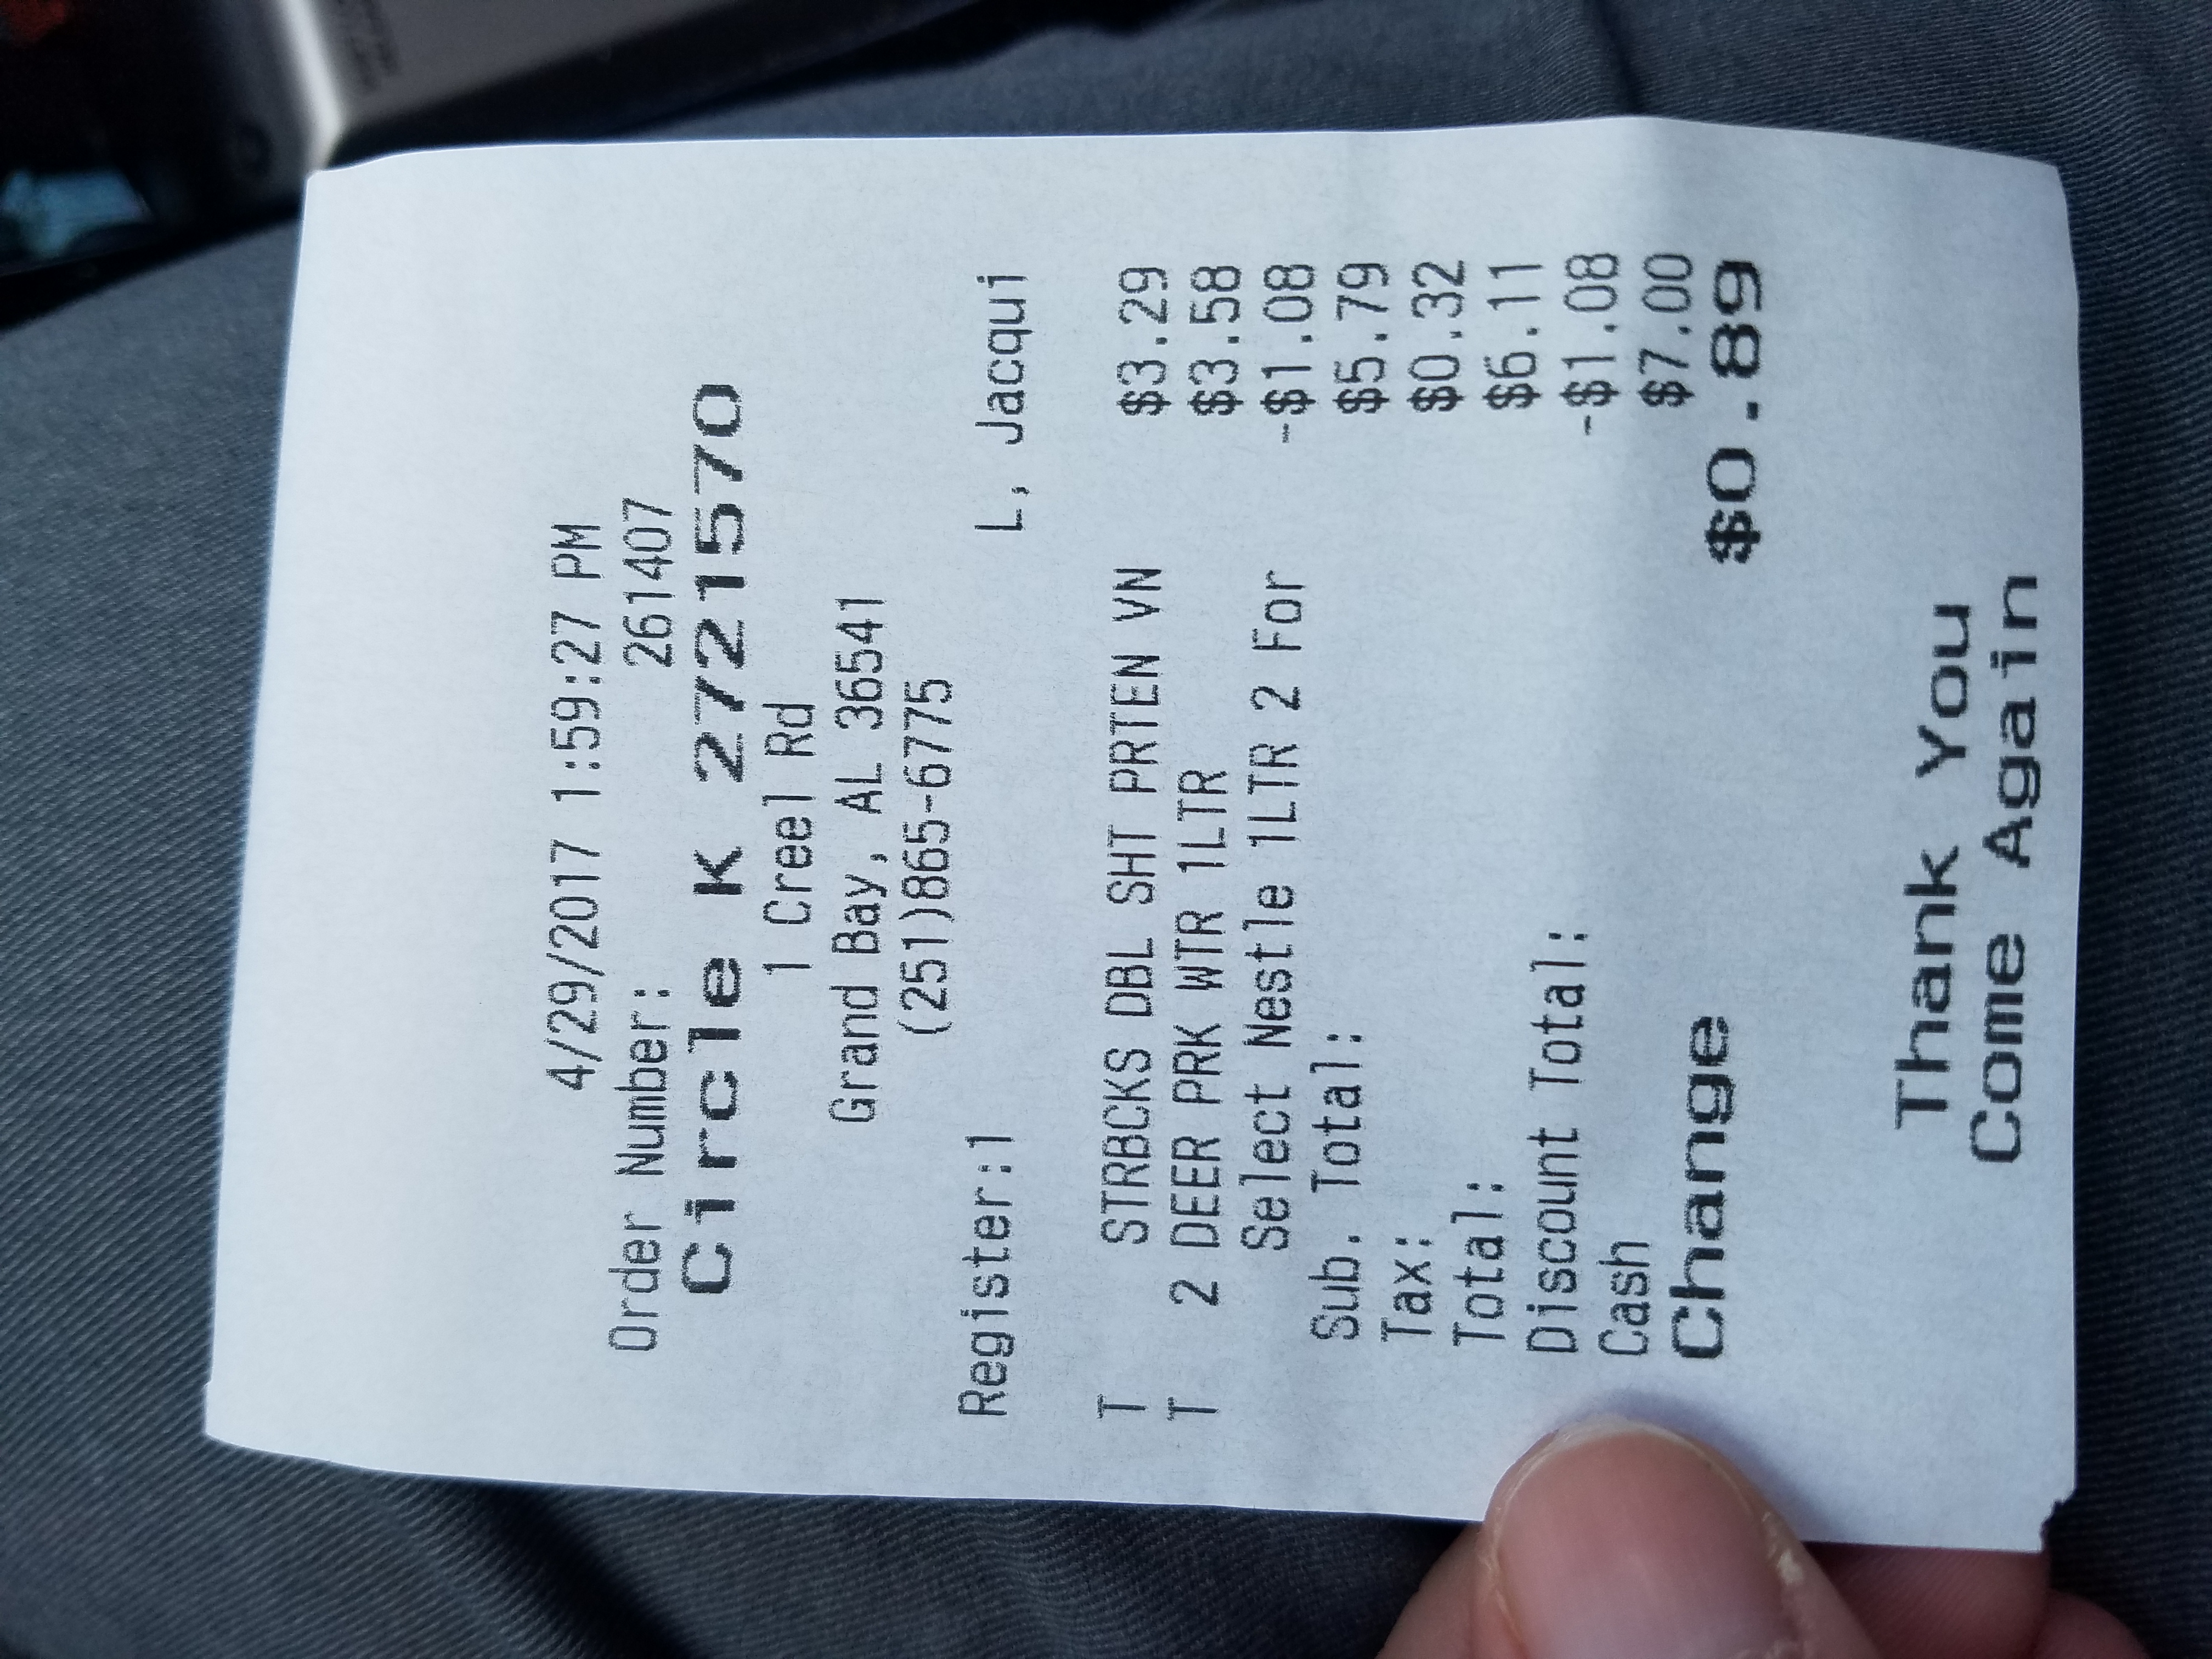 4/29/2017 1:59:27 PM
Order Number: 261407
Circle K 2721570
1 Creel Rd
Grand Bay, AL 36541
(251)865-6775
Register:1 L, Jacqui
T STRBCKS DBL SHT PRTEN VN $3.29
T 2 DEER PRK WTR 1LTR $3.58
Select Nestle 1LTR 2 For -$1.08
Sub. Total: $5.79
Tax: $0.32
Total: $6.11
Discount Total: -$1.08
Cash $7.00
Change $0.89
Thank You
Come Again